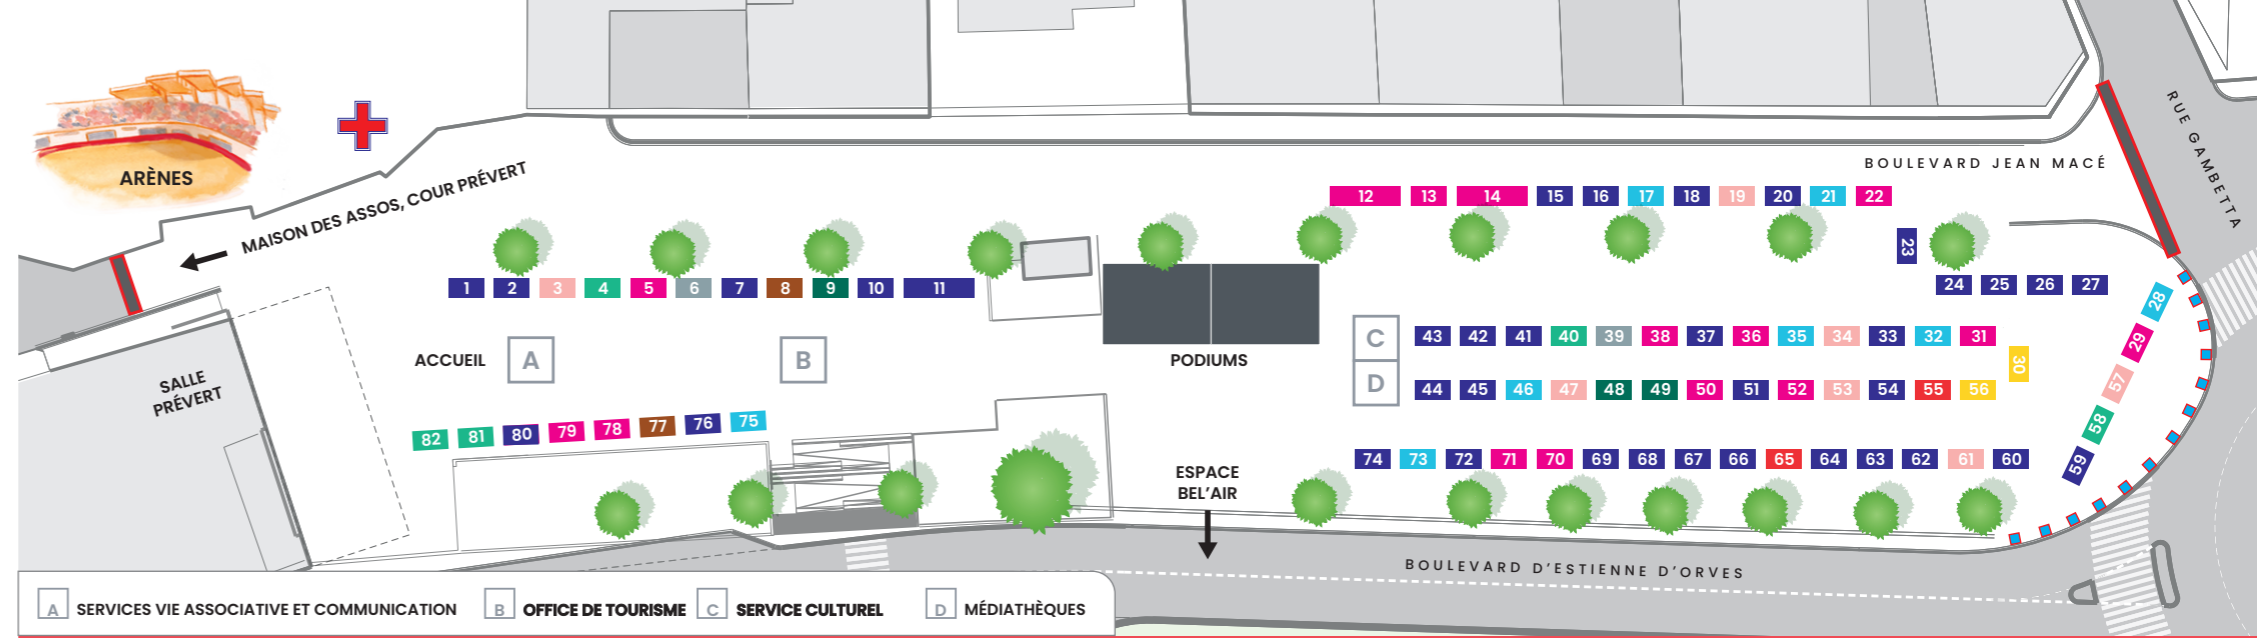 ARÈNES
MAISON DES ASSOS, COUR PRÉVERT
BOULEVARD JEAN MACÉ
RUE GAMBETTA
12 13 14 15 16 17 18 19 20 21 22
23
24 25 26 27
1 2 3 4 5 6 7 8 9 10 11
28
29
57
58
59
C 43 42 41 40 39 38 37 36 35 34 33 32 31
30
D 44 45 46 47 48 49 50 51 52 53 54 55 56
ACCUEIL A
B
PODIUMS
SALLE
PRÉVERT
82 81 80 79 78 77 76 75
74 73 72 71 70 69 68 67 66 65 64 63 62 61 60
ESPACE
BEL'AIR
BOULEVARD D'ESTIENNE D'ORVES
A SERVICES VIE ASSOCIATIVE ET COMMUNICATION B OFFICE DE TOURISME C SERVICE CULTUREL D MÉDIATHÈQUES